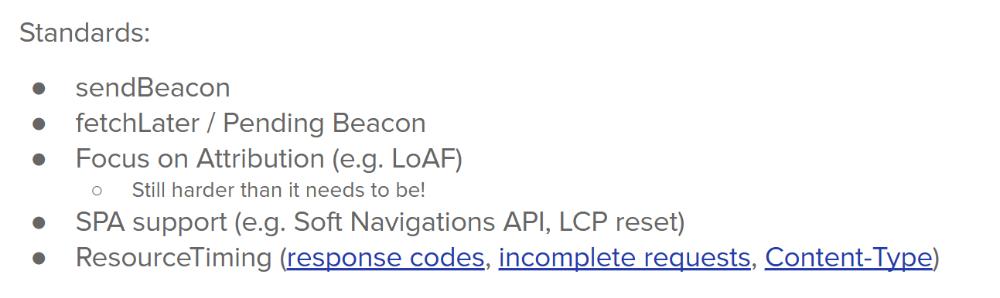 Standards:
● sendBeacon
● fetchLater / Pending Beacon
● Focus on Attribution (e.g. LoAF)
○ Still harder than it needs to be!
● SPA support (e.g. Soft Navigations API, LCP reset)
● ResourceTiming (response codes, incomplete requests, Content-Type)